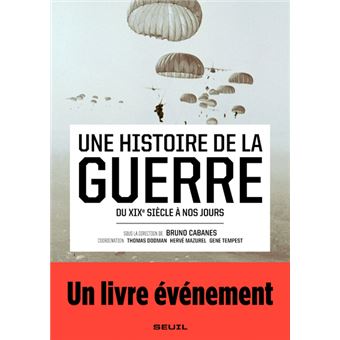 UNE HISTOIRE DE LA
GUERRE
DU XIXᵉ SIÈCLE À NOS JOURS
SOUS LA DIRECTION DE BRUNO CABANES
COORDINATION THOMAS DODMAN HERVÉ MAZUREL GENE TEMPEST
Un livre événement
SEUIL